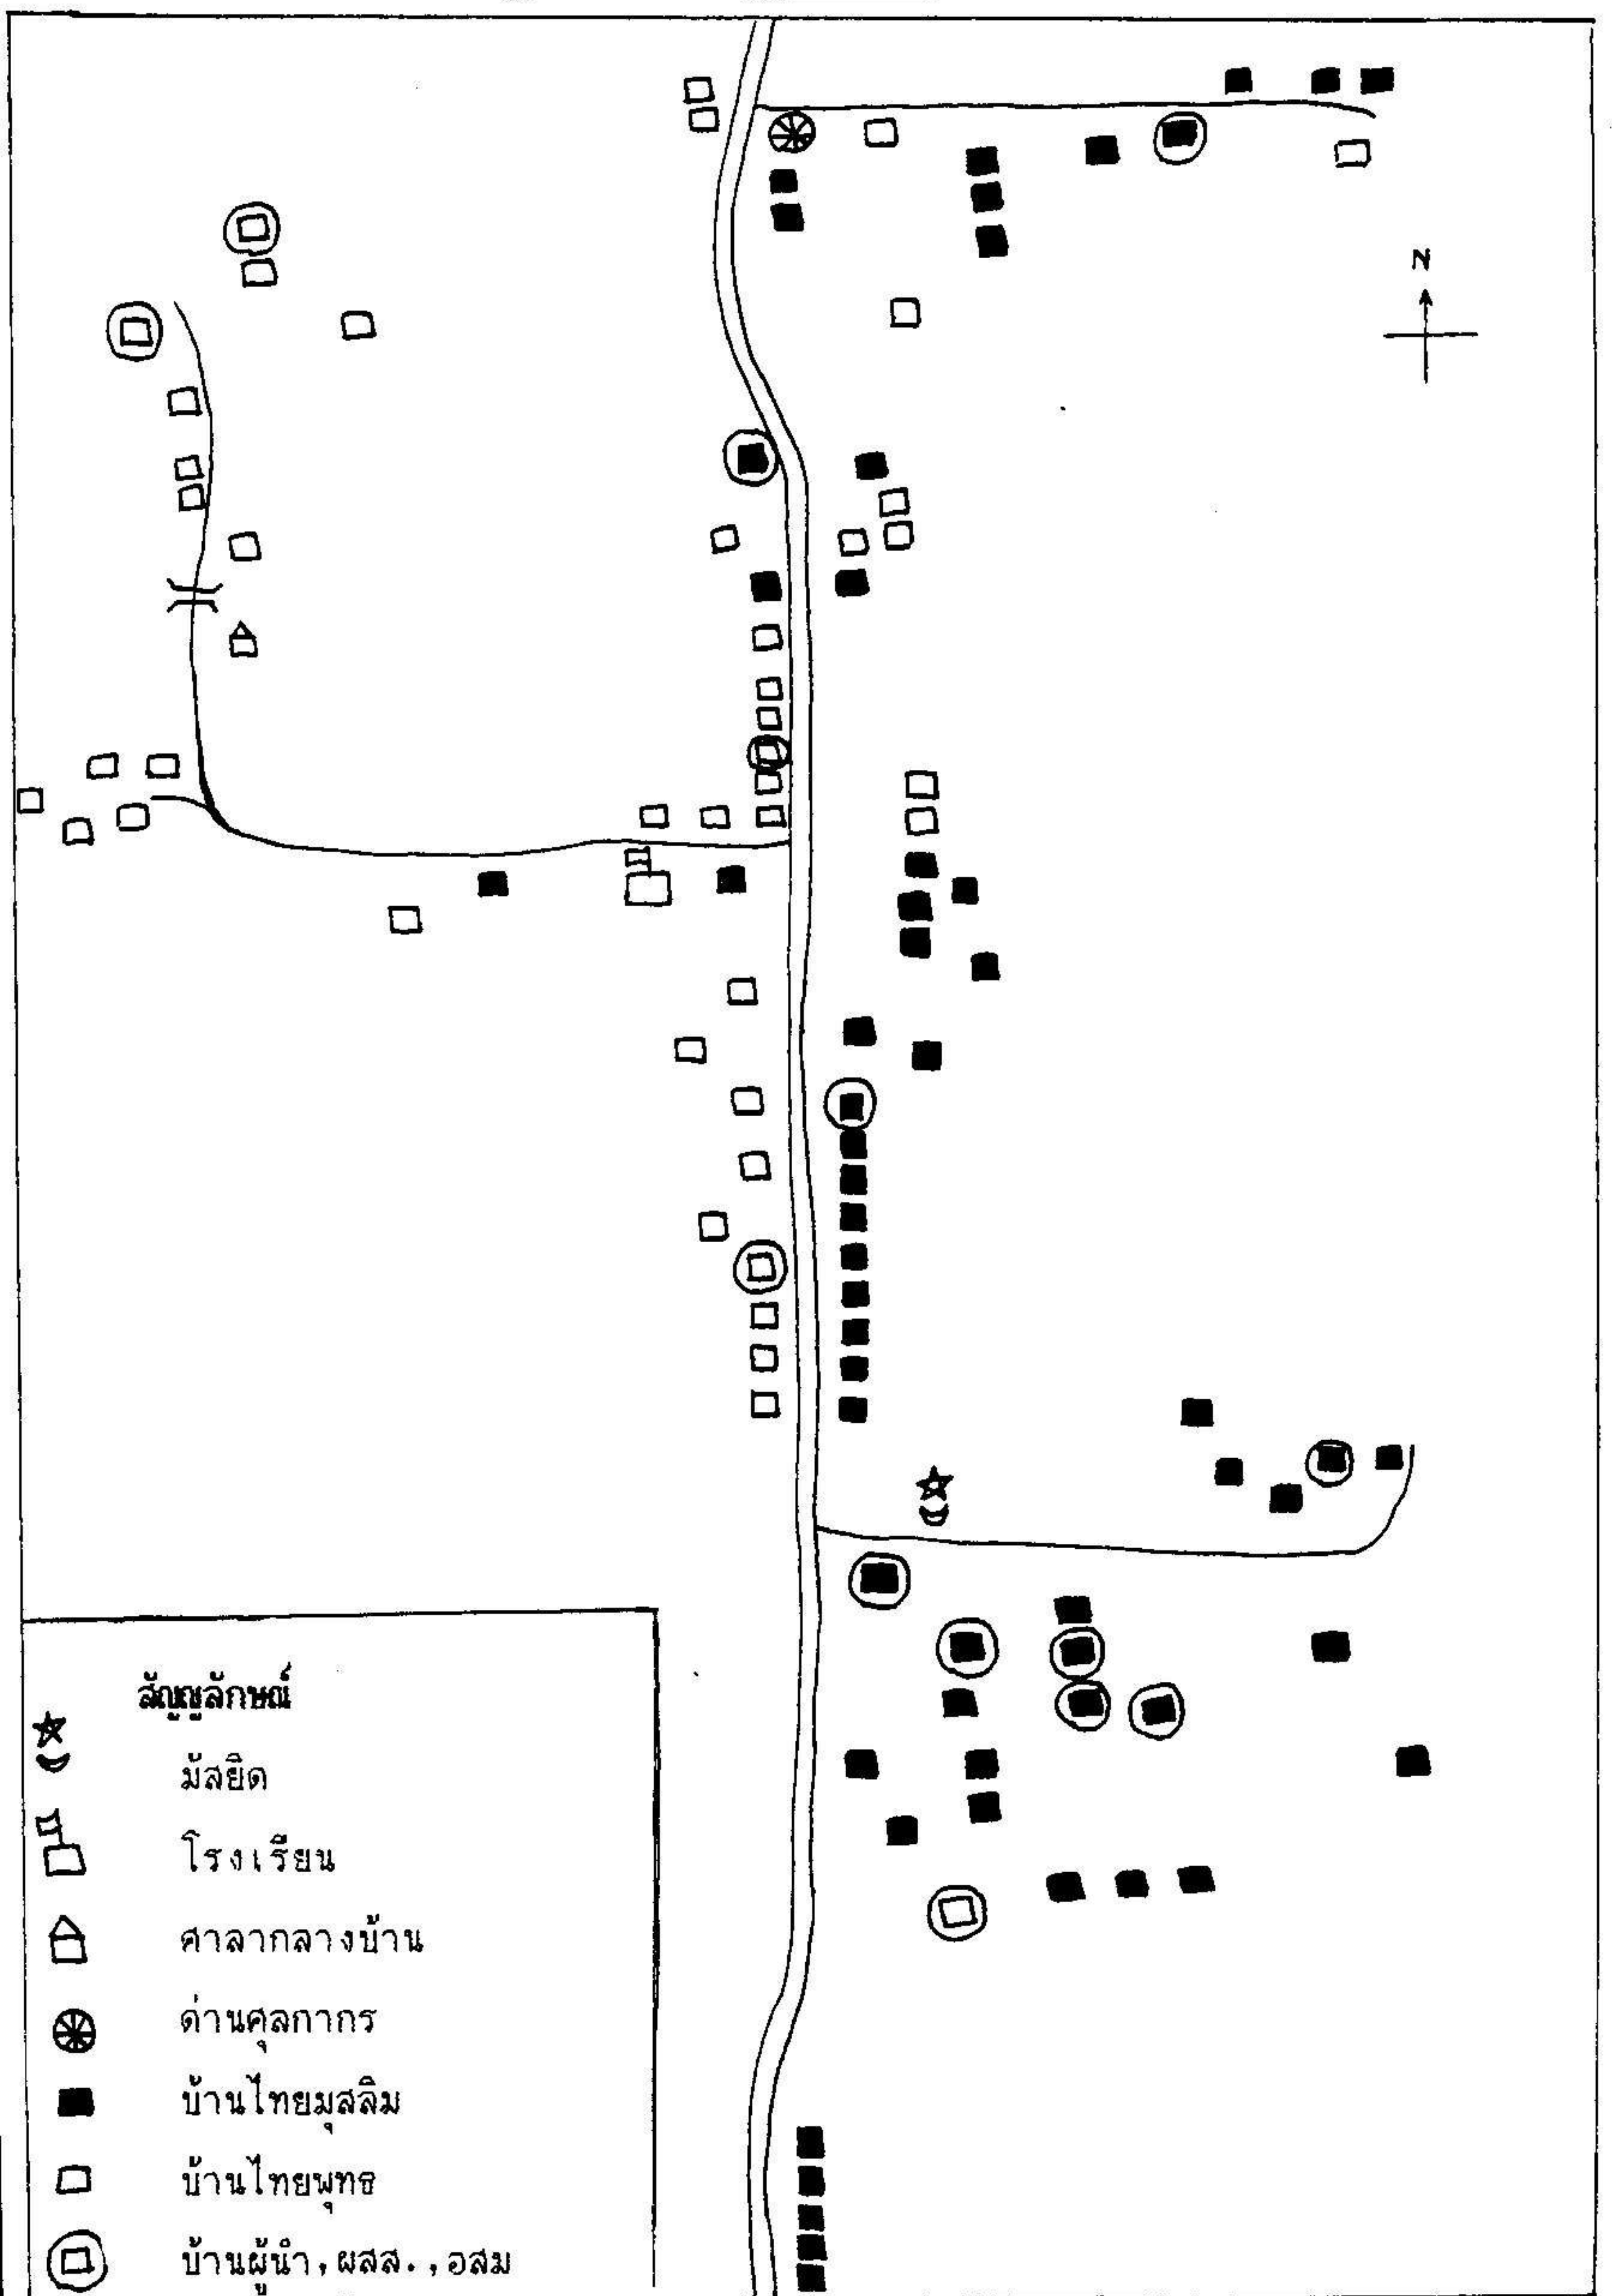 N
สัญญลักษณ์
มัสยิด
โรงเรียน
ศาลากลางบ้าน
ด่านศุลกากร
บ้านไทยมุสลิม
บ้านไทยพุทธ
บ้านผู้นำ,ผสส.,อสม